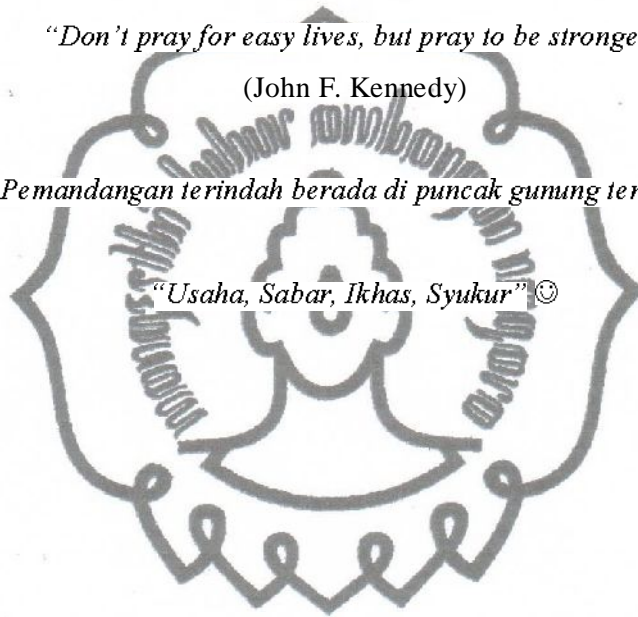 “Don’t pray for easy lives, but pray to be stronge
(John F. Kennedy)
Pemandangan terindah berada di puncak gunung ter
“Usaha, Sabar, Ikhas, Syukur” ☺